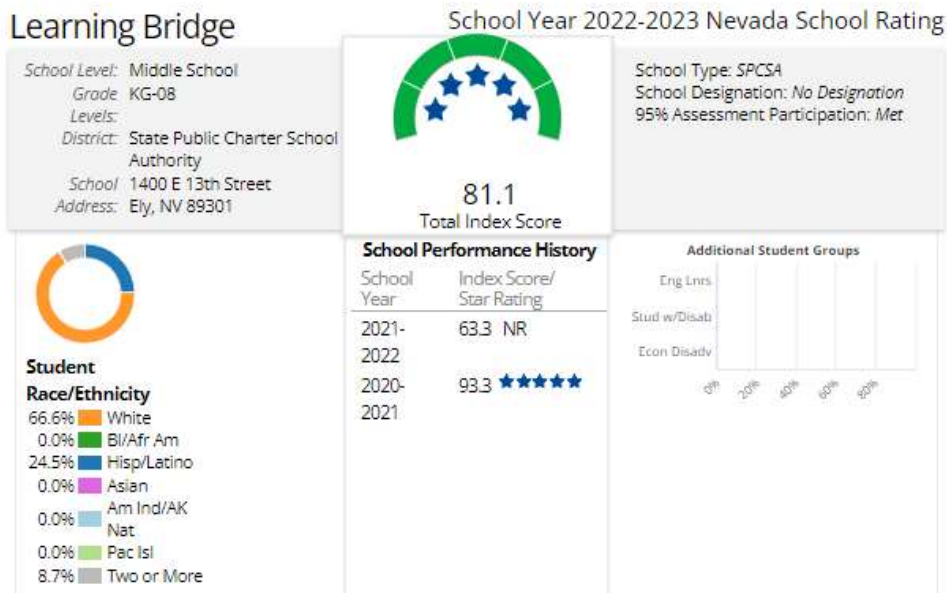 Learning Bridge
School Year 2022-2023 Nevada School Rating
School Level: Middle School
Grade Levels: KG-08
District: State Public Charter School
Authority
School Address: 1400 E 13th Street
Ely, NV 89301
81.1
Total Index Score
School Type: SPCSA
School Designation: No Designation
95% Assessment Participation: Met
Student
Race/Ethnicity
66.6% White
0.0% Bl/Afr Am
24.5% Hisp/Latino
0.0% Asian
0.0% Am Ind/AK
Nat
0.0% Pac Isl
8.7% Two or More
School Performance History
School Year
Index Score/
Star Rating
2021-
2022
63.3 NR
2020-
2021
93.3
Additional Student Groups
Eng Lnrs
Stud w/Disab
Econ Disadv
0% 20% 40% 60% 80%